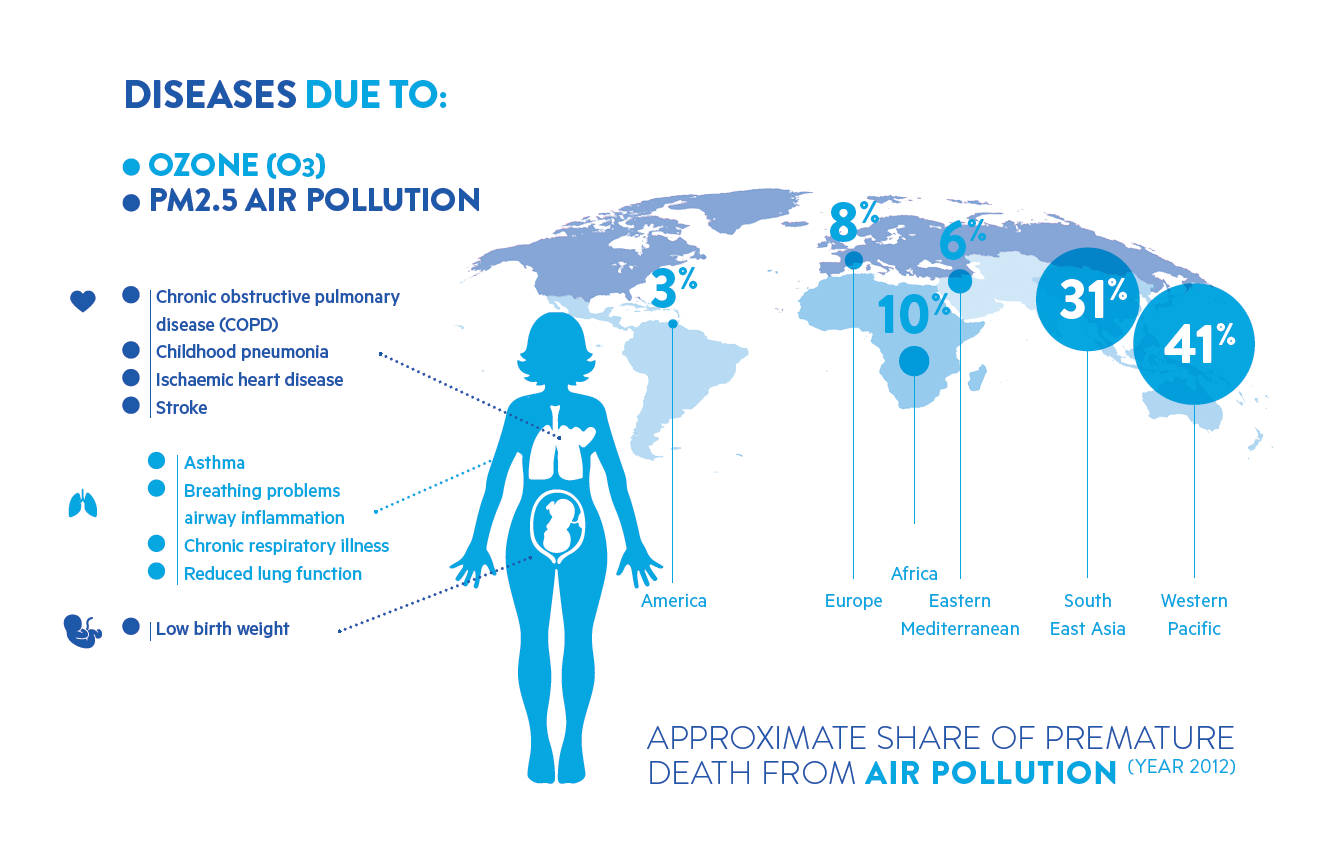 DISEASES DUE TO:
OZONE (O3)
PM2.5 AIR POLLUTION
Chronic obstructive pulmonary
disease (COPD)
Childhood pneumonia
Ischaemic heart disease
Stroke
Asthma
Breathing problems
airway inflammation
Chronic respiratory illness
Reduced lung function
Low birth weight
3%
8%
10%
6%
31%
41%
America
Europe
Africa
Eastern
Mediterranean
South
East Asia
Western
Pacific
APPROXIMATE SHARE OF PREMATURE
DEATH FROM AIR POLLUTION (YEAR 2012)